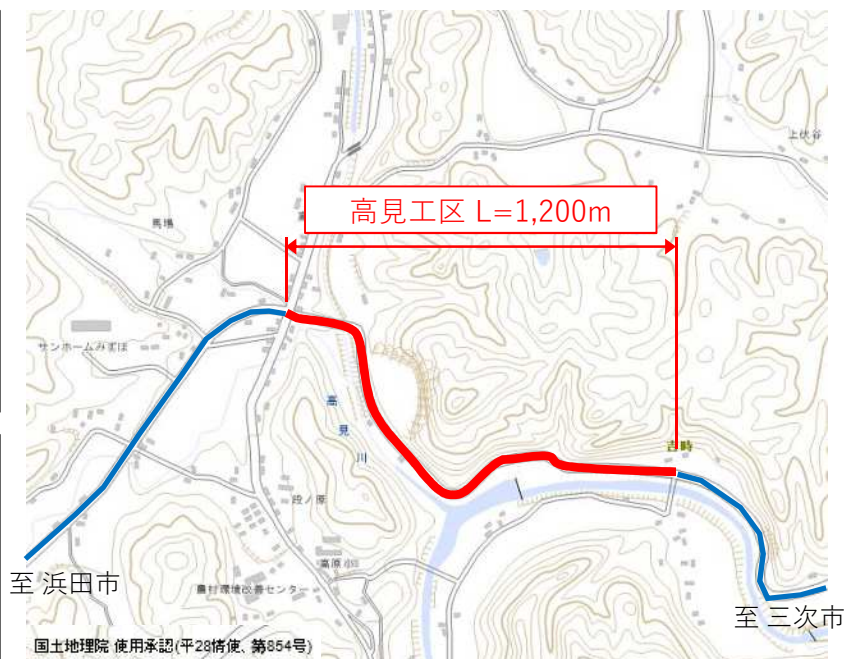 上伏谷
高見工区 L=1,200m
馬場
サンホームみずほ
高見川
吉時
段ノ原
高原小
農村環境改善センター
至 浜田市
至 三次市
国土地理院 使用承認(平28情使、第854号)